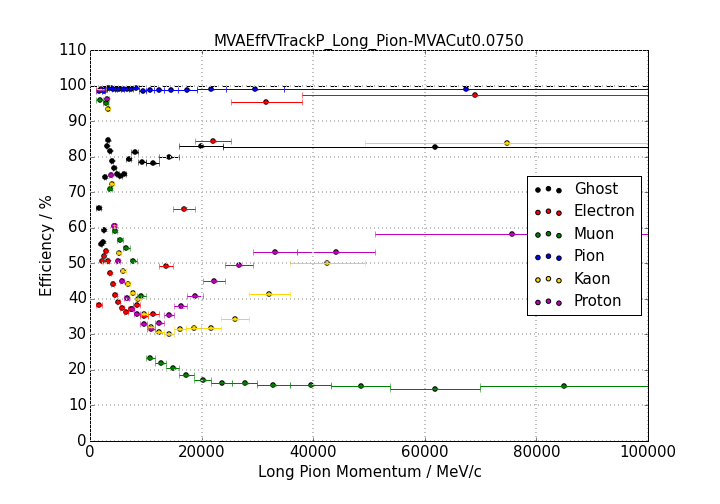 MVAEffVTrackP_Long_Pion-MVACut0.0750
110
100
90
80
70
60
50
40
30
20
10
0
Efficiency / %
Ghost
Electron
Muon
Pion
Kaon
Proton
0 20000 40000 60000 80000 100000
Long Pion Momentum / MeV/c